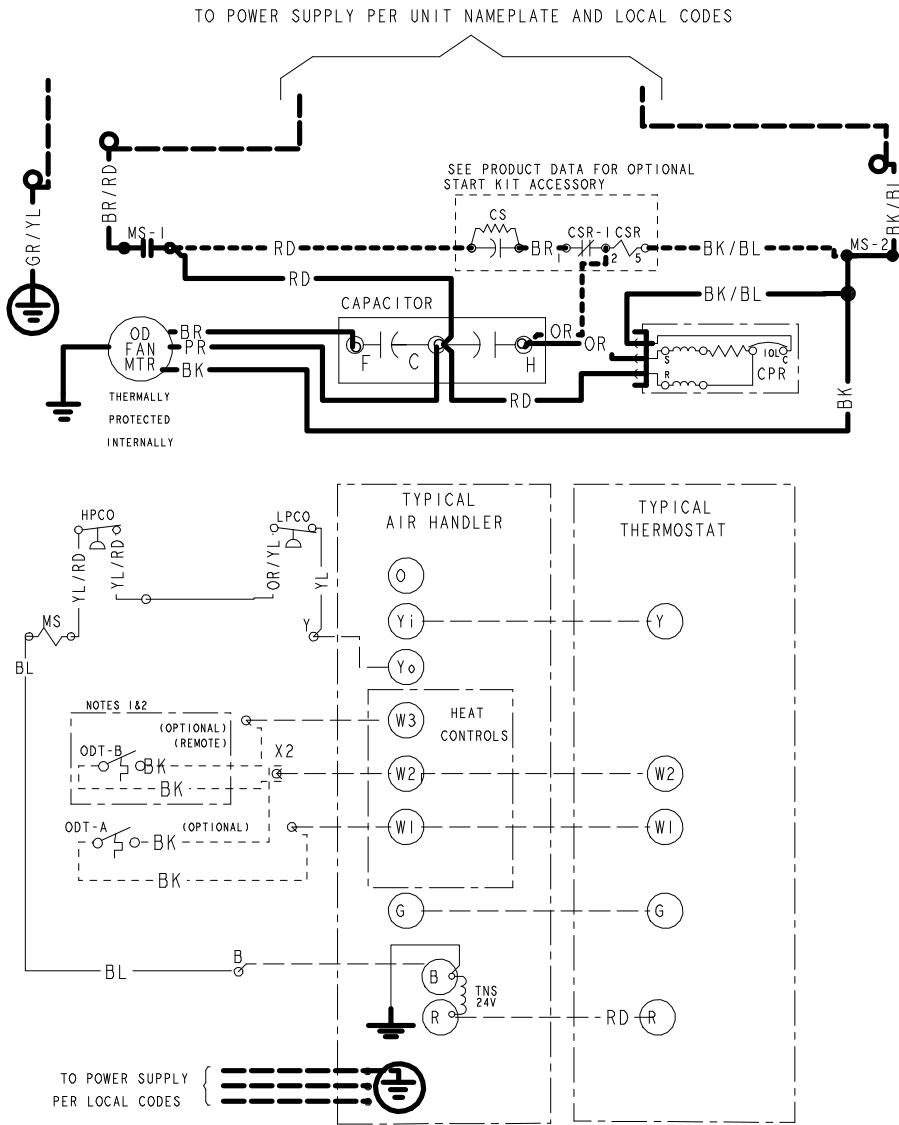 TO POWER SUPPLY PER UNIT NAMEPLATE AND LOCAL CODES
SEE PRODUCT DATA FOR OPTIONAL
START KIT ACCESSORY
GR/YL
BR/RD
BK/BL
MS-1
RD
CS
BR
1
CSR-1
CSR
2
5
BK/BL
MS-2
RD
BK/BL
CAPACITOR
OD
FAN
MTR
BR
PR
BK
F
C
H
OR
OR
S
R
IOL
C
CPR
RD
BK
THERMALLY
PROTECTED
INTERNALLY
TYPICAL
AIR HANDLER
TYPICAL
THERMOSTAT
HPCO
LPCO
YL/RD
YL/RD
OR/YL
YL
O
MS
Y
Yi
Y
BL
Yo
NOTES 1&2
(OPTIONAL)
(REMOTE)
W3
HEAT
CONTROLS
ODT-B
BK
X2
BK
W2
W2
ODT-A
(OPTIONAL)
BK
W1
W1
BK
G
G
BL
B
B
TNS
24V
R
RD
R
TO POWER SUPPLY
PER LOCAL CODES